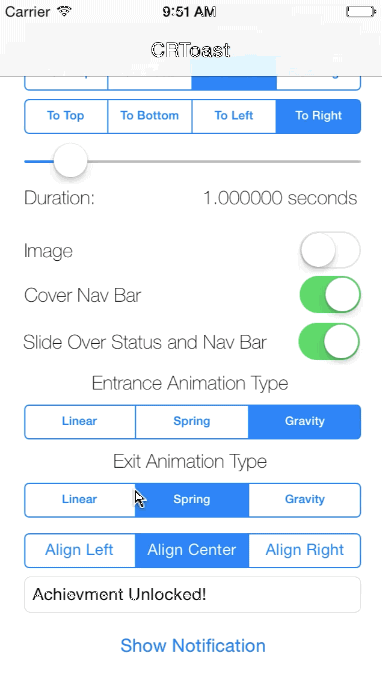 Carrier 9:51 AM
CRToast
To Top To Bottom To Left To Right
Duration: 1.000000 seconds
Image
Cover Nav Bar
Slide Over Status and Nav Bar
Entrance Animation Type
Linear Spring Gravity
Exit Animation Type
Linear Spring Gravity
Align Left Align Center Align Right
Achievment Unlocked!
Show Notification